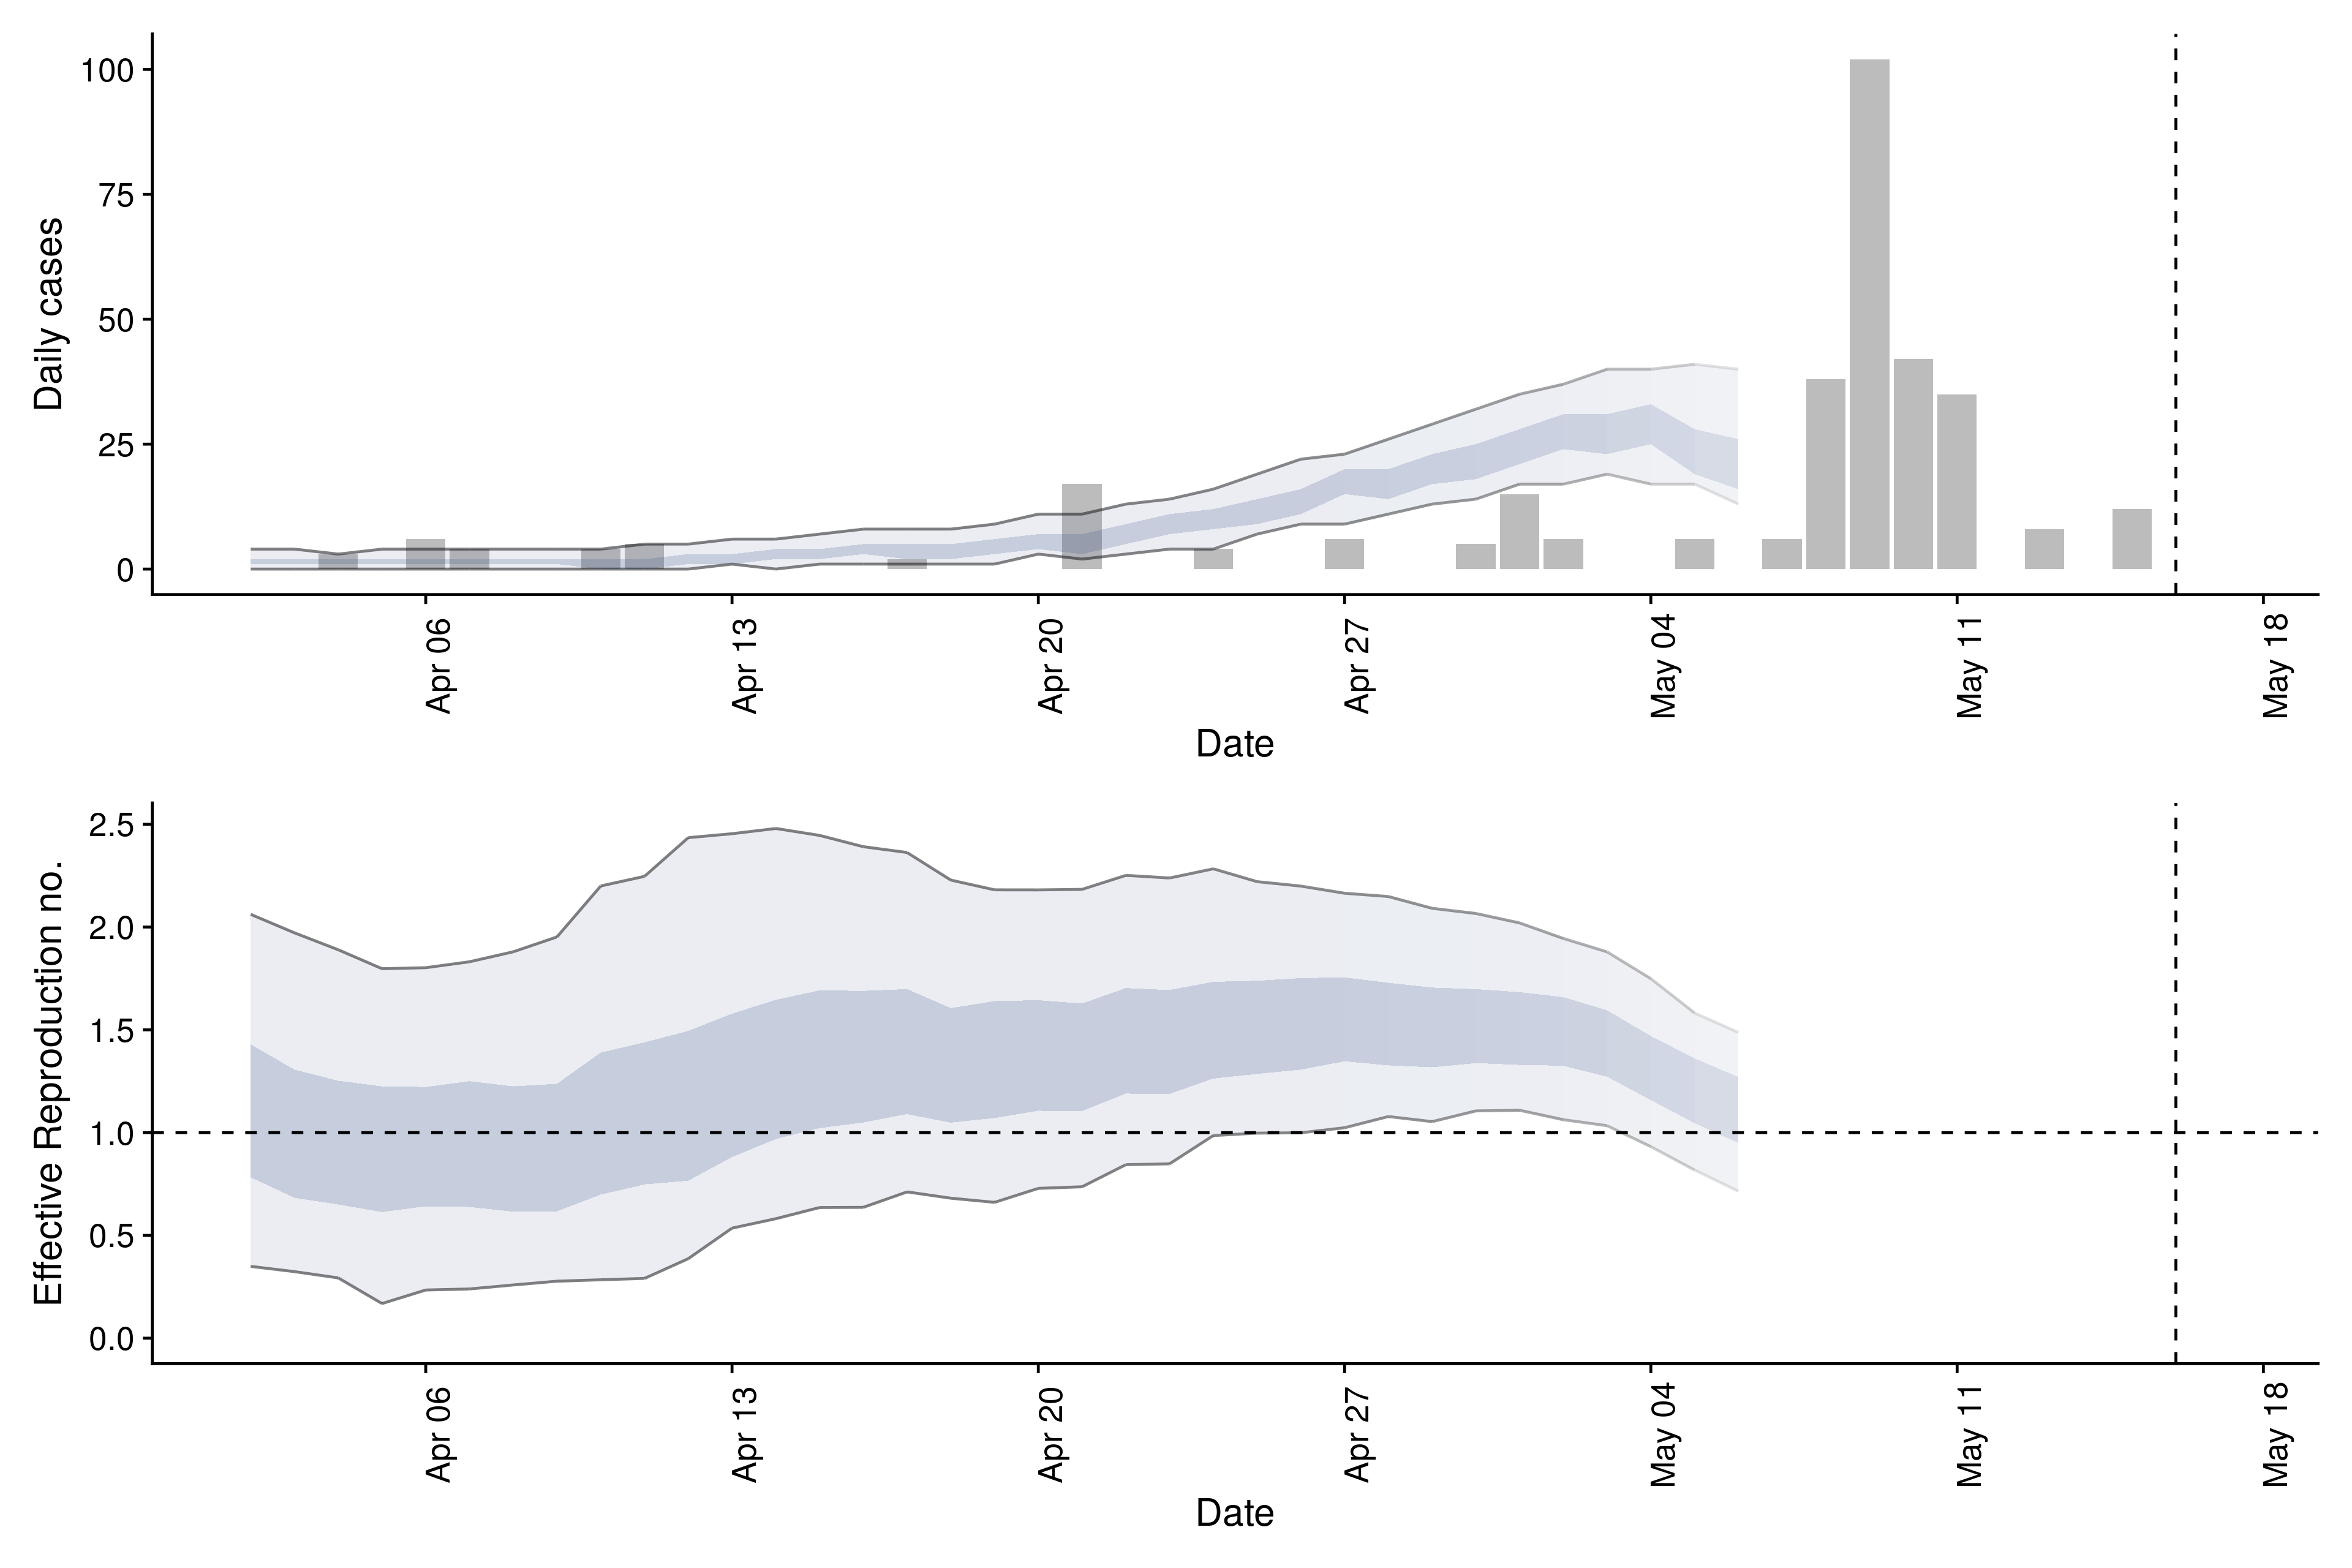 Daily cases
100
75
50
25
0
Apr 06
Apr 13
Apr 20
Apr 27
May 04
May 11
May 18
Date
Effective Reproduction no.
2.5
2.0
1.5
1.0
0.5
0.0
Apr 06
Apr 13
Apr 20
Apr 27
May 04
May 11
May 18
Date